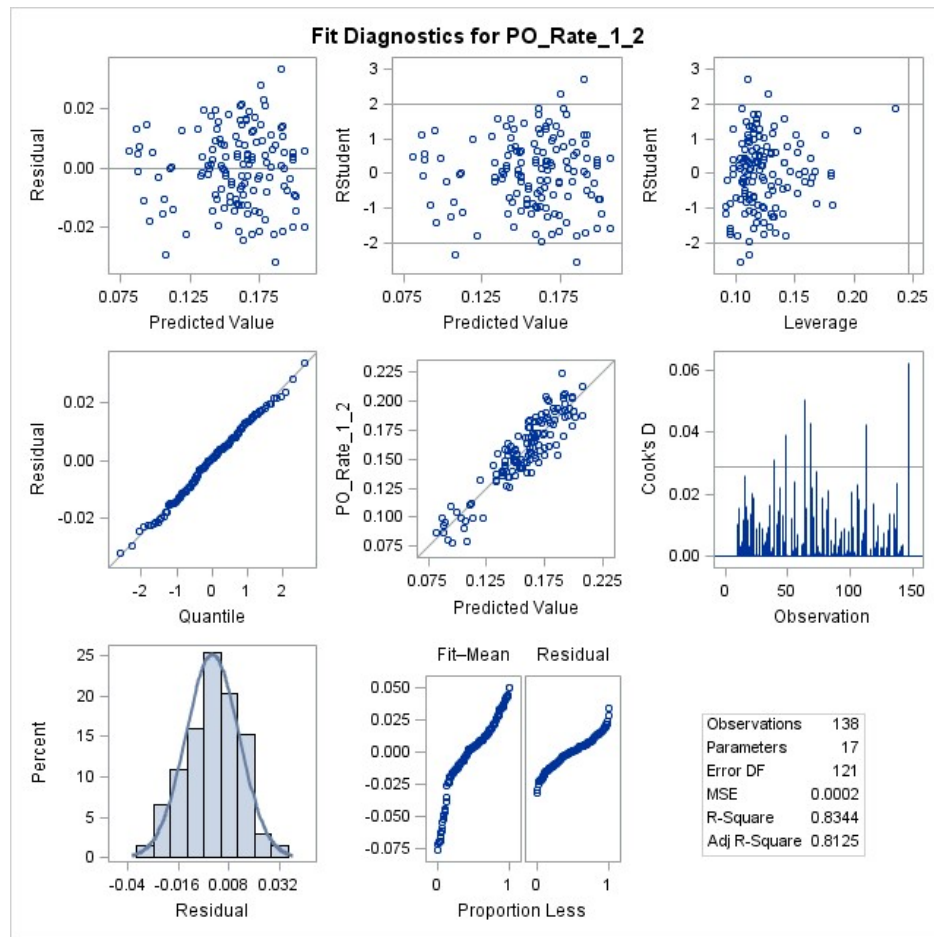 Fit Diagnostics for PO_Rate_1_2
Residual
0.02
0.00
-0.02
0.075 0.125 0.175
Predicted Value
RStudent
3
2
1
0
-1
-2
0.075 0.125 0.175
Predicted Value
RStudent
3
2
1
0
-1
-2
0.10 0.15 0.20 0.25
Leverage
Residual
0.02
0.00
-0.02
-2 -1 0 1 2
Quantile
PO_Rate_1_2
0.225
0.200
0.175
0.150
0.125
0.100
0.075
0.075 0.125 0.175 0.225
Predicted Value
Cook's D
0.06
0.04
0.02
0.00
0 50 100 150
Observation
Percent
25
20
15
10
5
0
-0.04 -0.016 0.008 0.032
Residual
Fit–Mean Residual
0.050
0.025
0.000
-0.025
-0.050
-0.075
0 1 0 1
Proportion Less
Observations 138
Parameters 17
Error DF 121
MSE 0.0002
R-Square 0.8344
Adj R-Square 0.8125